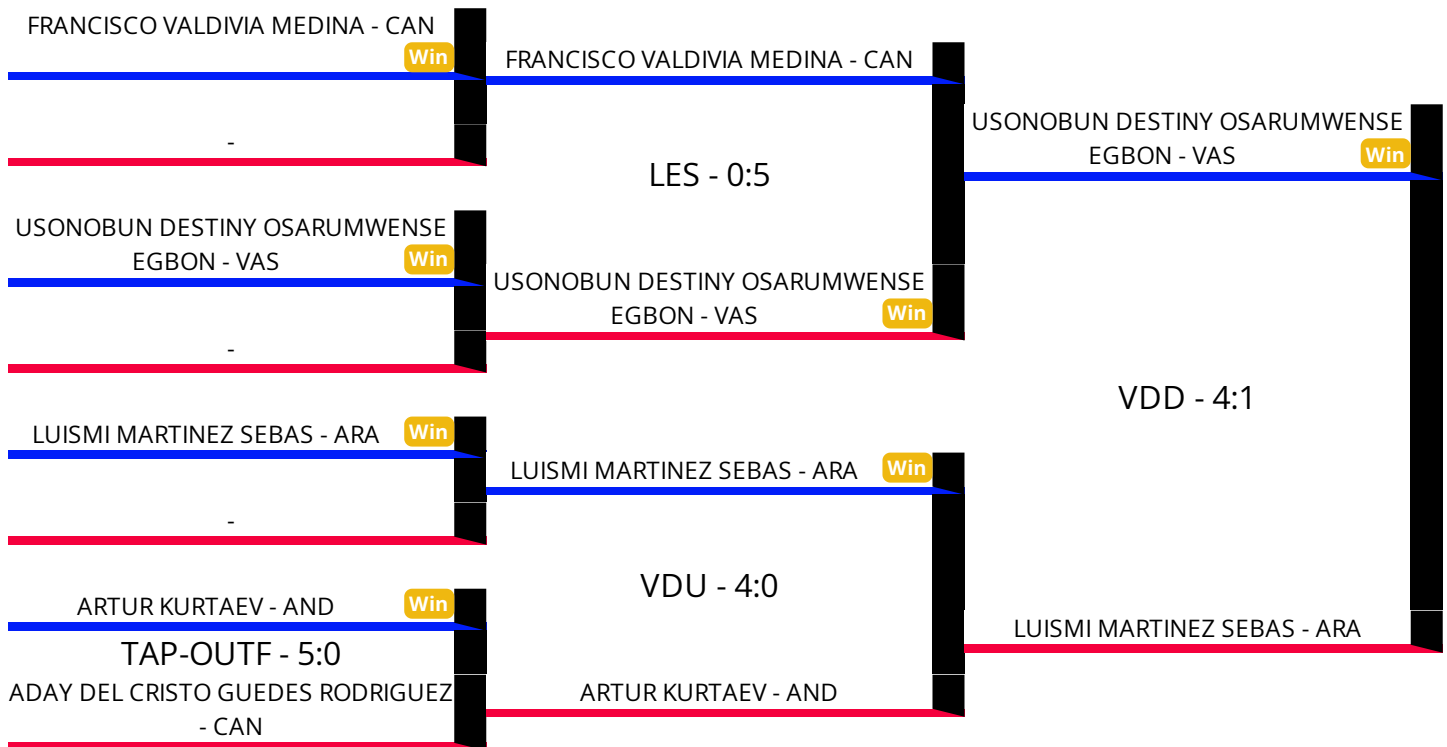 FRANCISCO VALDIVIA MEDINA - CAN
Win
-
USONOBUN DESTINY OSARUMWENSE
EGBON - VAS
Win
-
LUISMI MARTINEZ SEBAS - ARA
Win
-
ARTUR KURTAEV - AND
Win
TAP-OUTF - 5:0
ADAY DEL CRISTO GUEDES RODRIGUEZ
- CAN
FRANCISCO VALDIVIA MEDINA - CAN
LES - 0:5
USONOBUN DESTINY OSARUMWENSE
EGBON - VAS
Win
LUISMI MARTINEZ SEBAS - ARA
Win
VDU - 4:0
ARTUR KURTAEV - AND
USONOBUN DESTINY OSARUMWENSE
EGBON - VAS
Win
VDD - 4:1
LUISMI MARTINEZ SEBAS - ARA